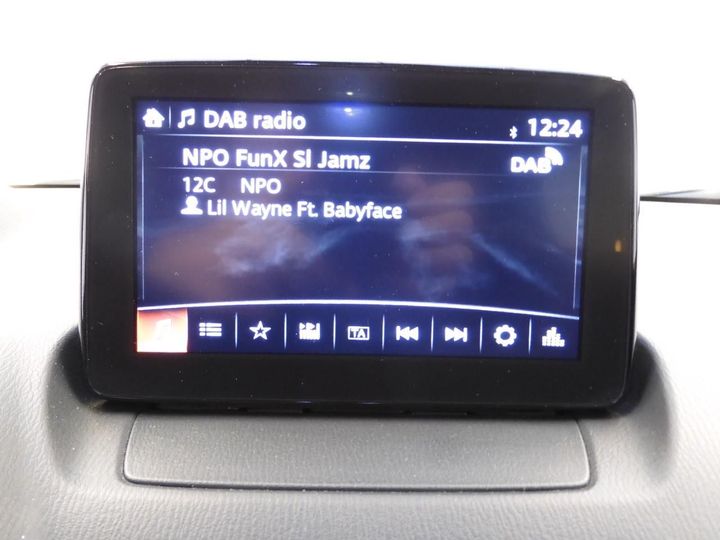 DAB radio
12:24
NPO FunX Sl Jamz
DAB
12C NPO
Lil Wayne Ft. Babyface
TA